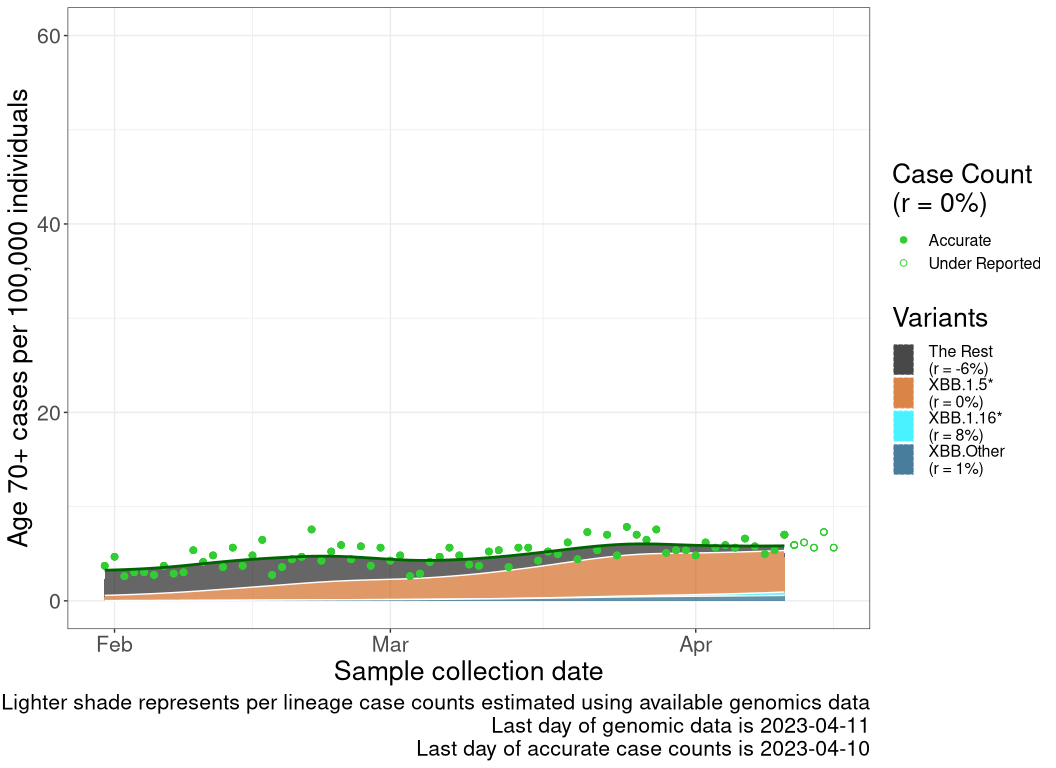 Age 70+ cases per 100,000 individuals
60
40
20
0
Feb
Mar
Apr
Sample collection date
Case Count
(r = 0%)
Accurate
Under Reported
Variants
The Rest
(r = -6%)
XBB.1.5*
(r = 0%)
XBB.1.16*
(r = 8%)
XBB.Other
(r = 1%)
Lighter shade represents per lineage case counts estimated using available genomics data
Last day of genomic data is 2023-04-11
Last day of accurate case counts is 2023-04-10